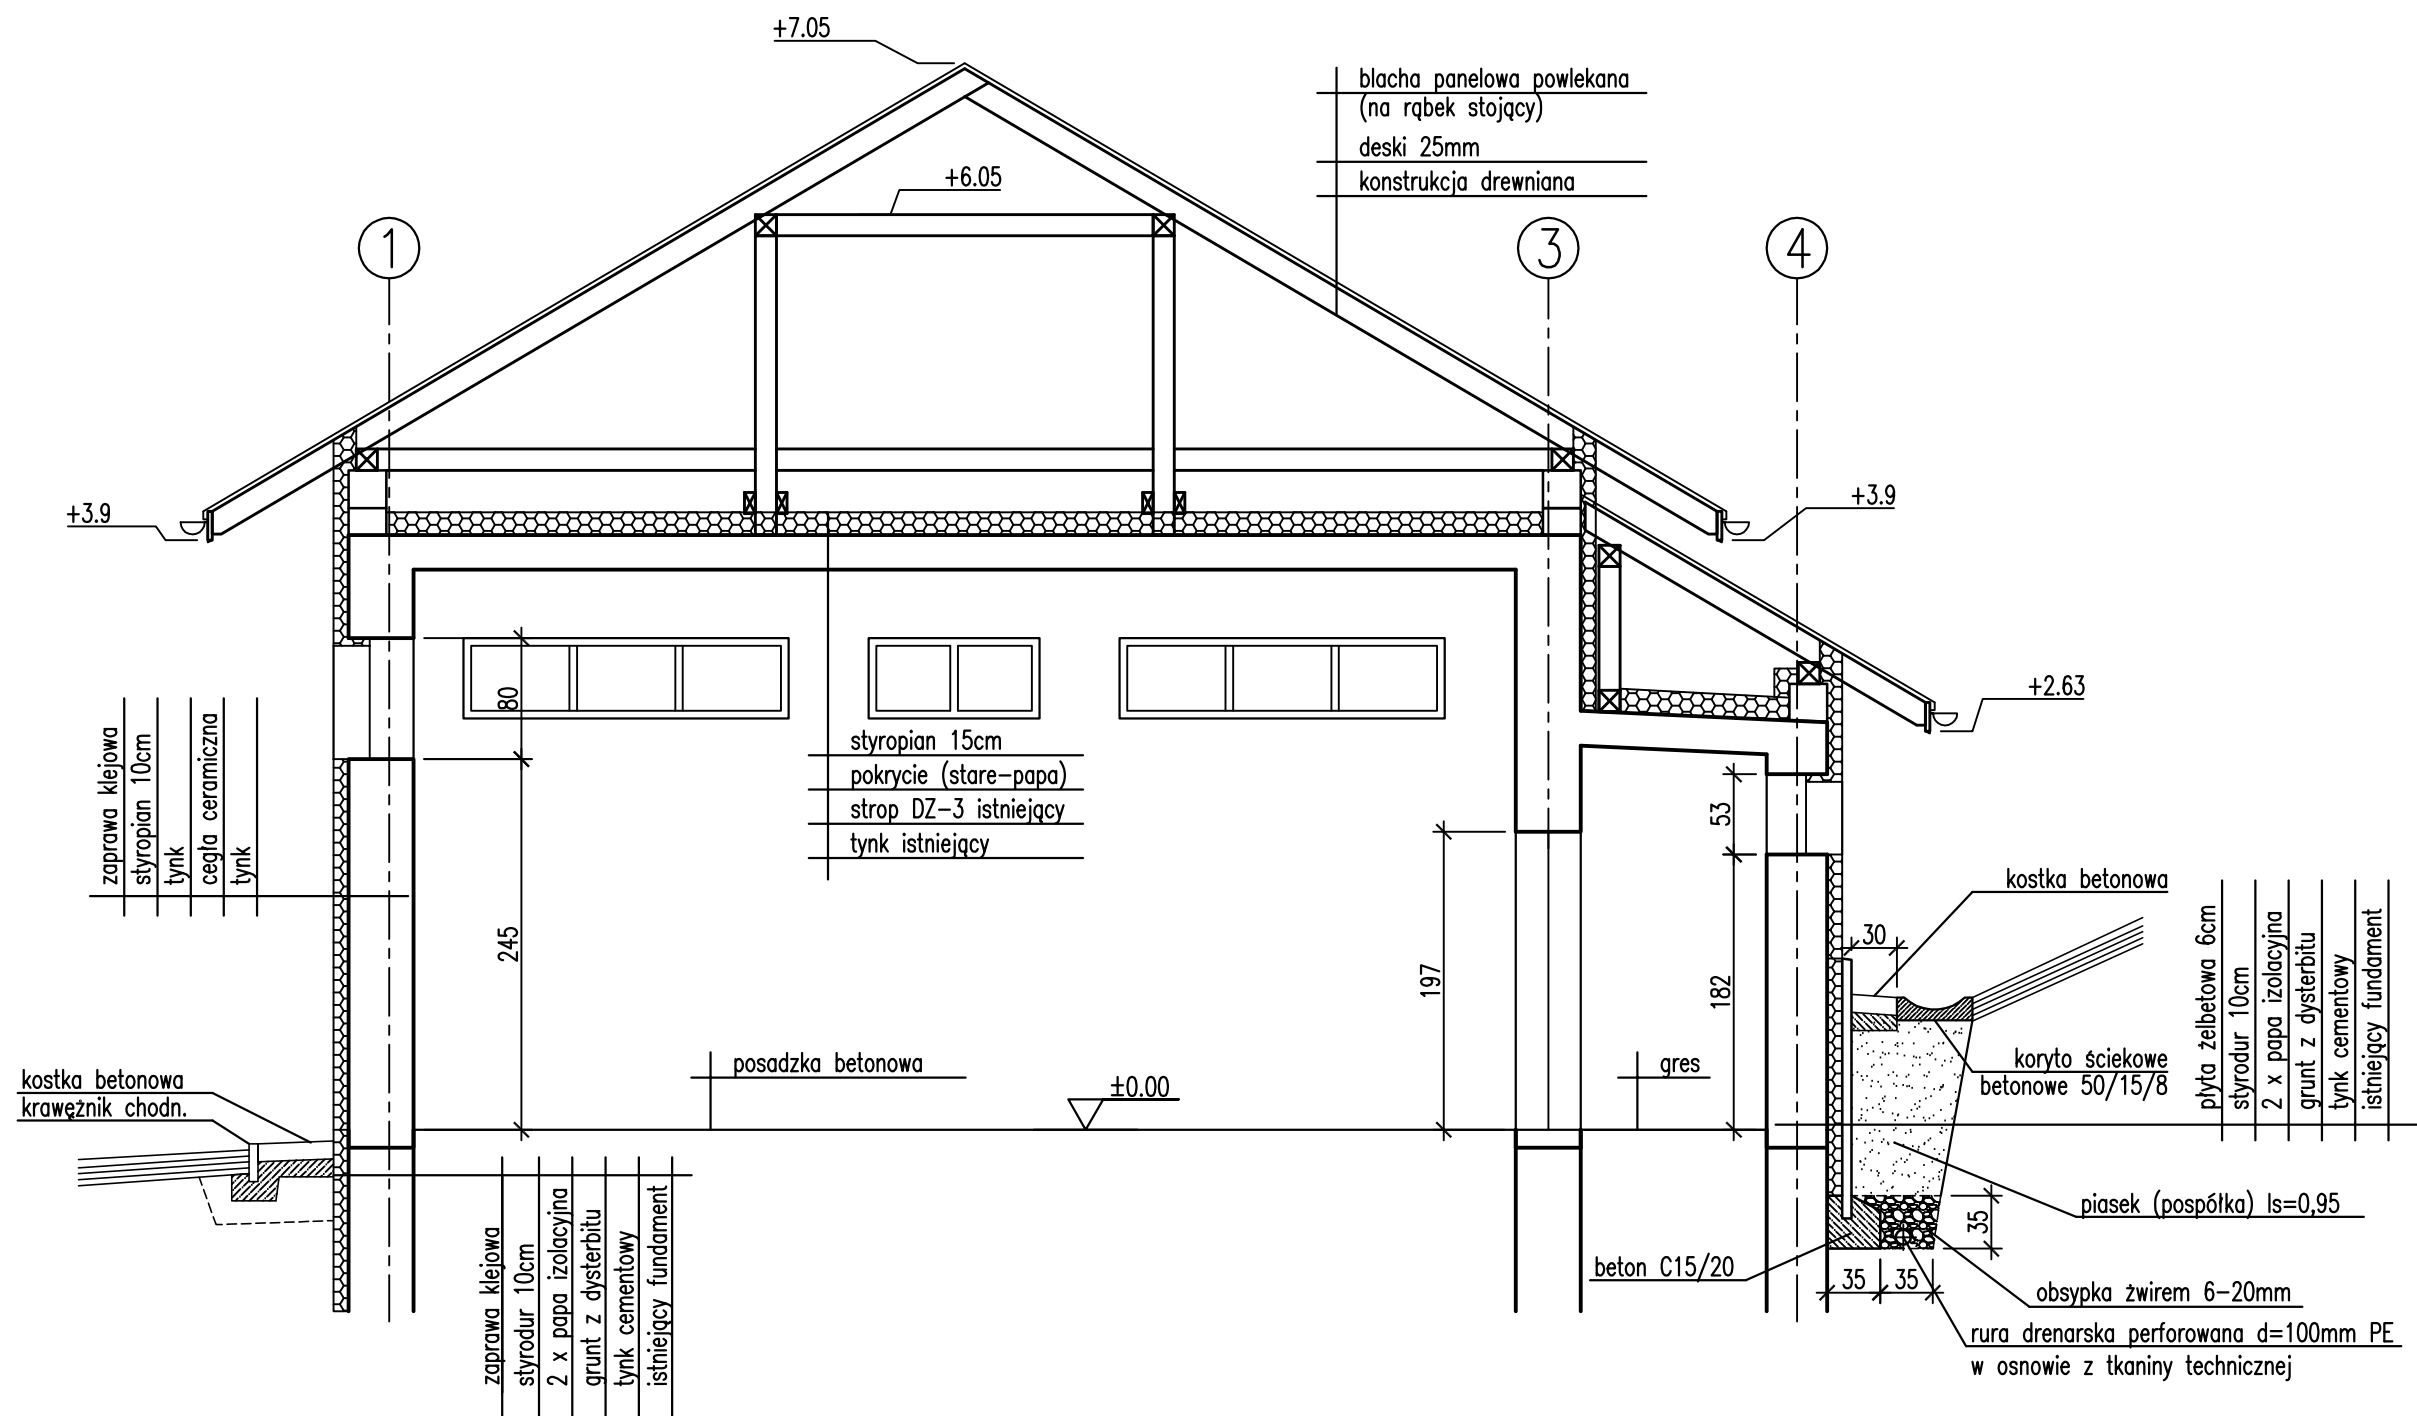 +7.05
blacha panelowa powlekana
(na rąbek stojący)
deski 25mm
konstrukcja drewniana
+6.05
1
3
4
+3.9
+3.9
+2.63
80
245
zaprawa klejowa
styropian 10cm
tynk
cegła ceramiczna
tynk
styropian 15cm
pokrycie (stare-papa)
strop DZ-3 istniejący
tynk istniejący
53
197
182
kostka betonowa
30
koryto ściekowe
betonowe 50/15/8
płyta żelbetowa 6cm
styrodur 10cm
2 x papa izolacyjna
grunt z dysterbitu
tynk cementowy
istniejący fundament
posadzka betonowa
±0.00
gres
kostka betonowa
krawężnik chodn.
zaprawa klejowa
styrodur 10cm
2 x papa izolacyjna
grunt z dysterbitu
tynk cementowy
istniejący fundament
piasek (pospółka) Is=0,95
35
beton C15/20
35
35
obsypka żwirem 6-20mm
rura drenarska perforowana d=100mm PE
w osnowie z tkaniny technicznej